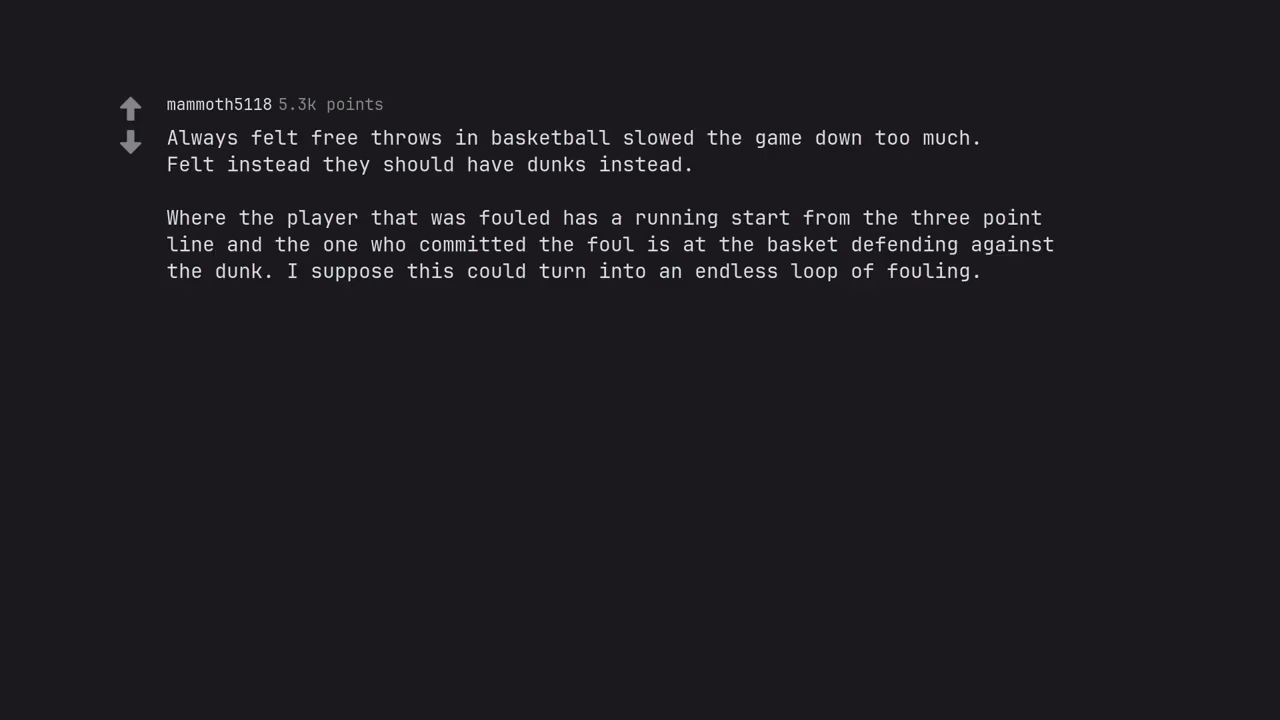 mammoth5118 5.3k points
Always felt free throws in basketball slowed the game down too much.
Felt instead they should have dunks instead.
Where the player that was fouled has a running start from the three point
line and the one who committed the foul is at the basket defending against
the dunk. I suppose this could turn into an endless loop of fouling.